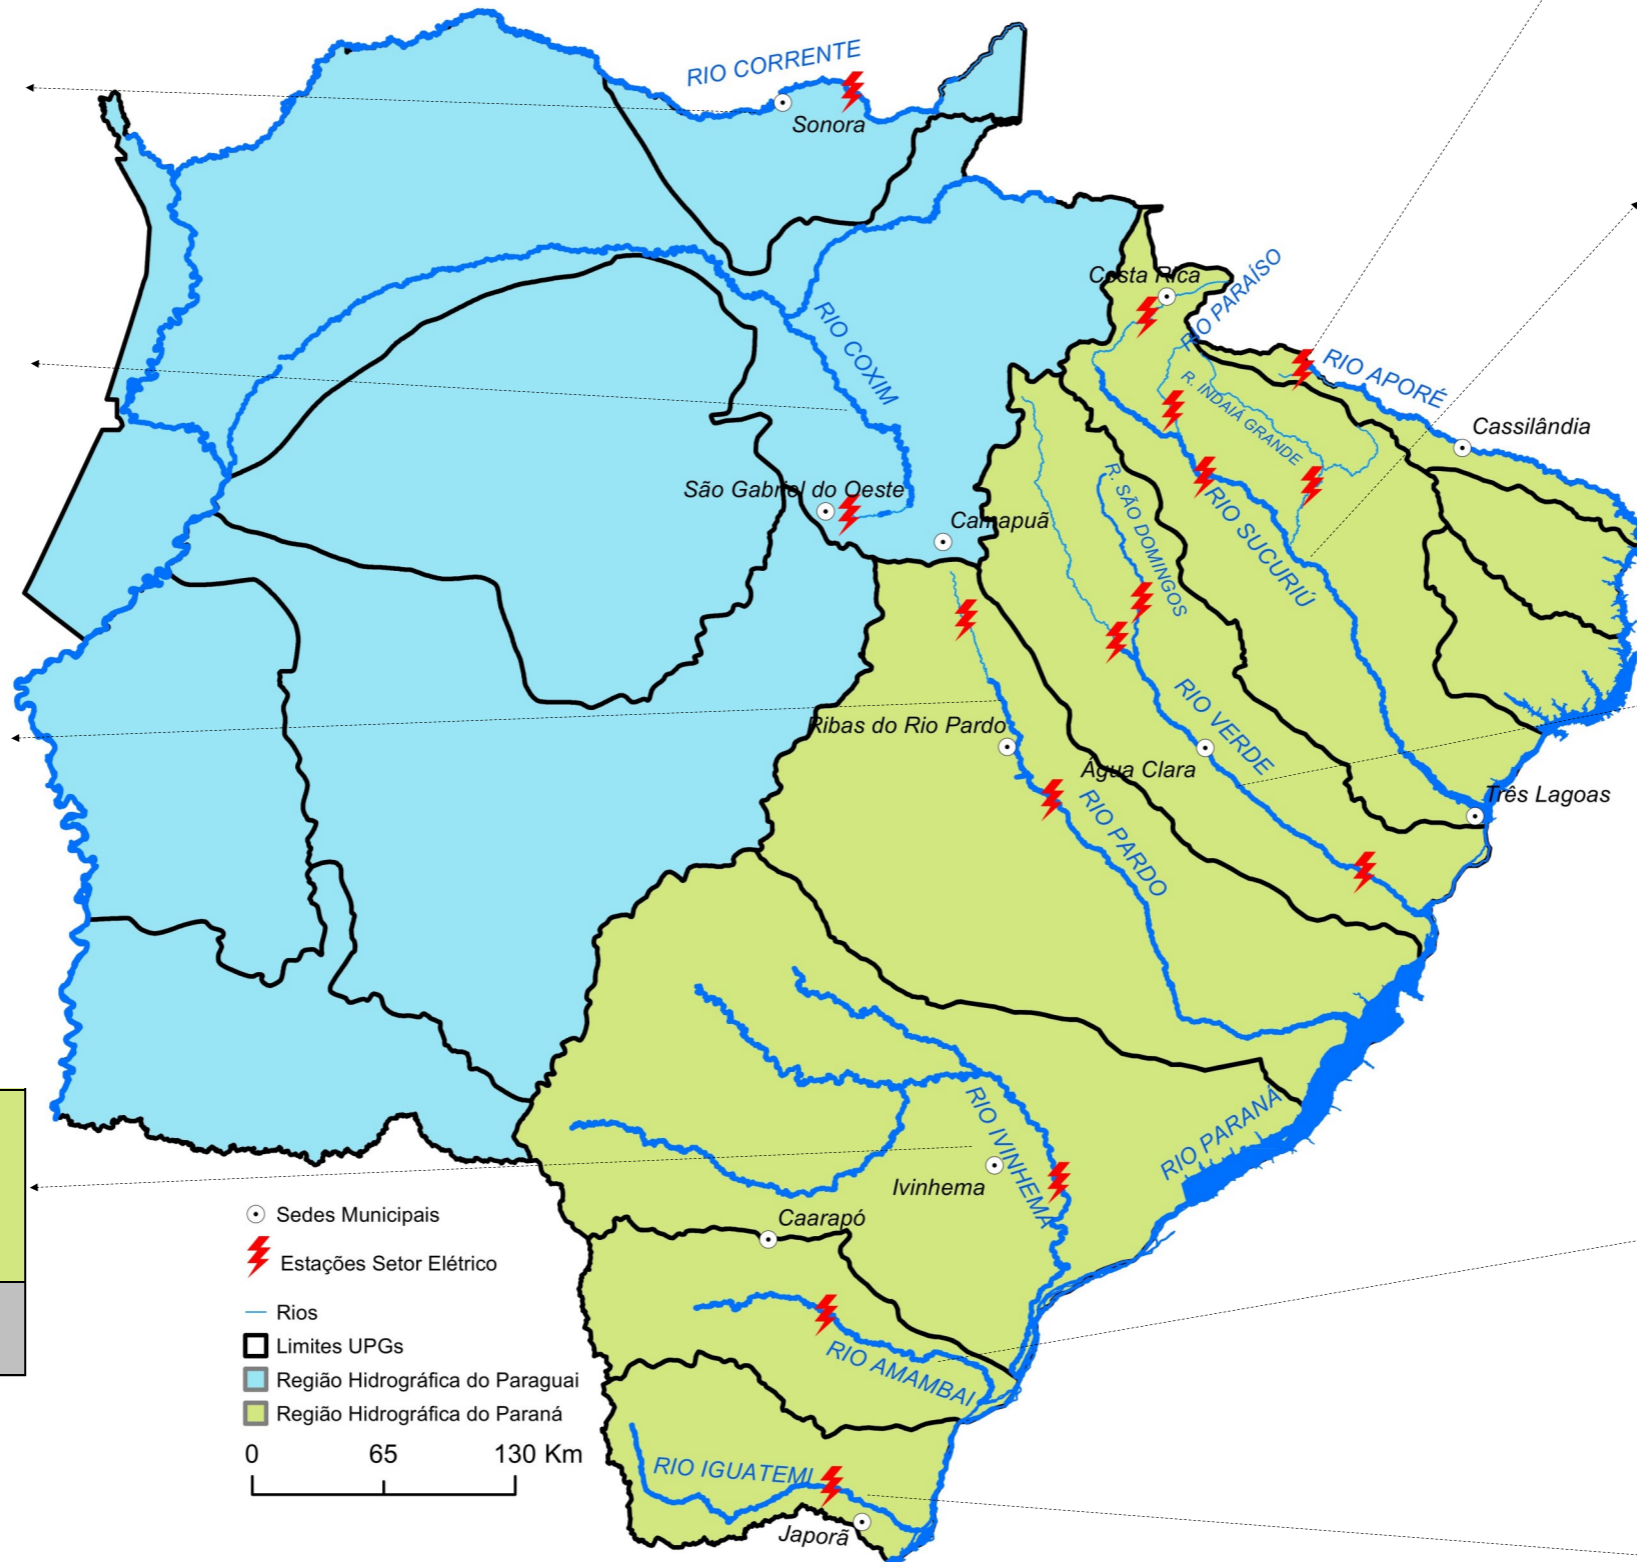 RIO CORRENTE
Sonora
Costa Rica
RIO PARAÍSO
RIO COXIM
RIO APORÉ
R. INDAIÁ GRANDE
Cassilândia
São Gabriel do Oeste
Camapuã
R. SÃO DOMINGOS
RIO SUCURIÚ
Ribas do Rio Pardo
RIO VERDE
Água Clara
RIO PARDO
Três Lagoas
RIO IVINHEMA
RIO PARANÁ
Ivinhema
Caarapó
RIO AMAMBAI
RIO IGUATEMI
Japorã
Sedes Municipais
Estações Setor Elétrico
Rios
Limites UPGs
Região Hidrográfica do Paraguai
Região Hidrográfica do Paraná
0 65 130 Km